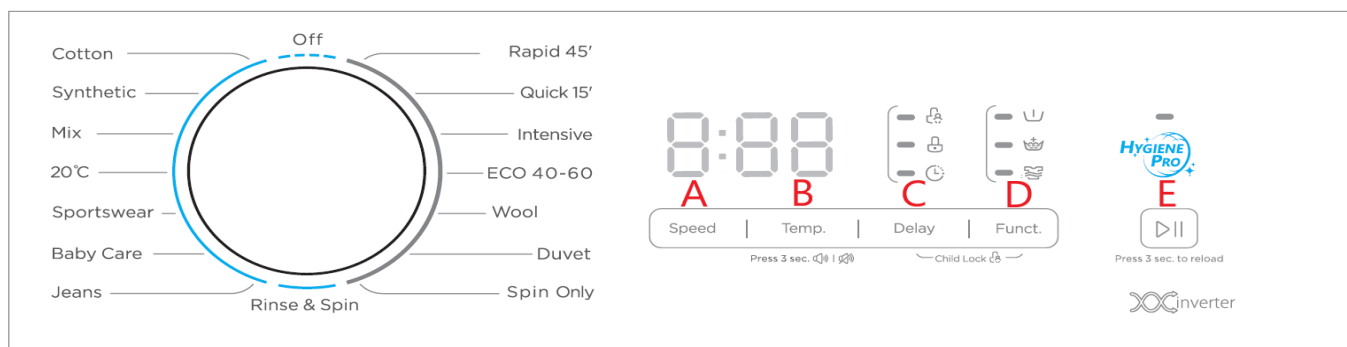 Off
Cotton
Synthetic
Mix
20℃
Sportswear
Baby Care
Jeans
Rapid 45'
Quick 15'
Intensive
ECO 40-60
Wool
Duvet
Spin Only
Rinse & Spin
8:88
A B C D E
Speed | Temp. | Delay | Funct.
Press 3 sec. |
Child Lock
HYGIENE
PRO
Press 3 sec. to reload
inverter